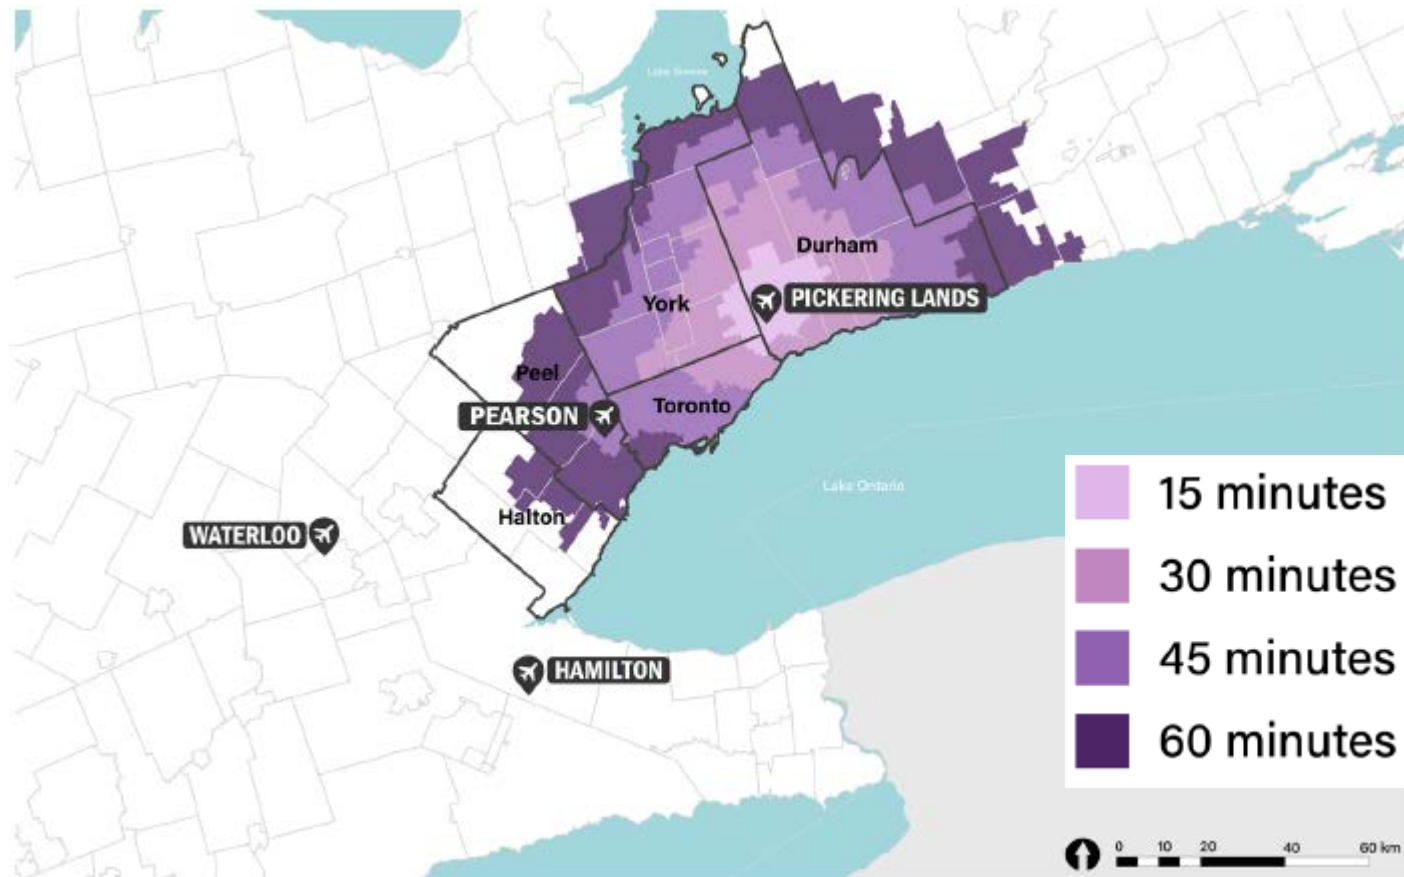 Lake Simcoe
Durham
PICKERING LANDS
York
Peel
PEARSON
Toronto
Lake Ontario
Halton
WATERLOO
HAMILTON
15 minutes
30 minutes
45 minutes
60 minutes
0 10 20 40 60 km